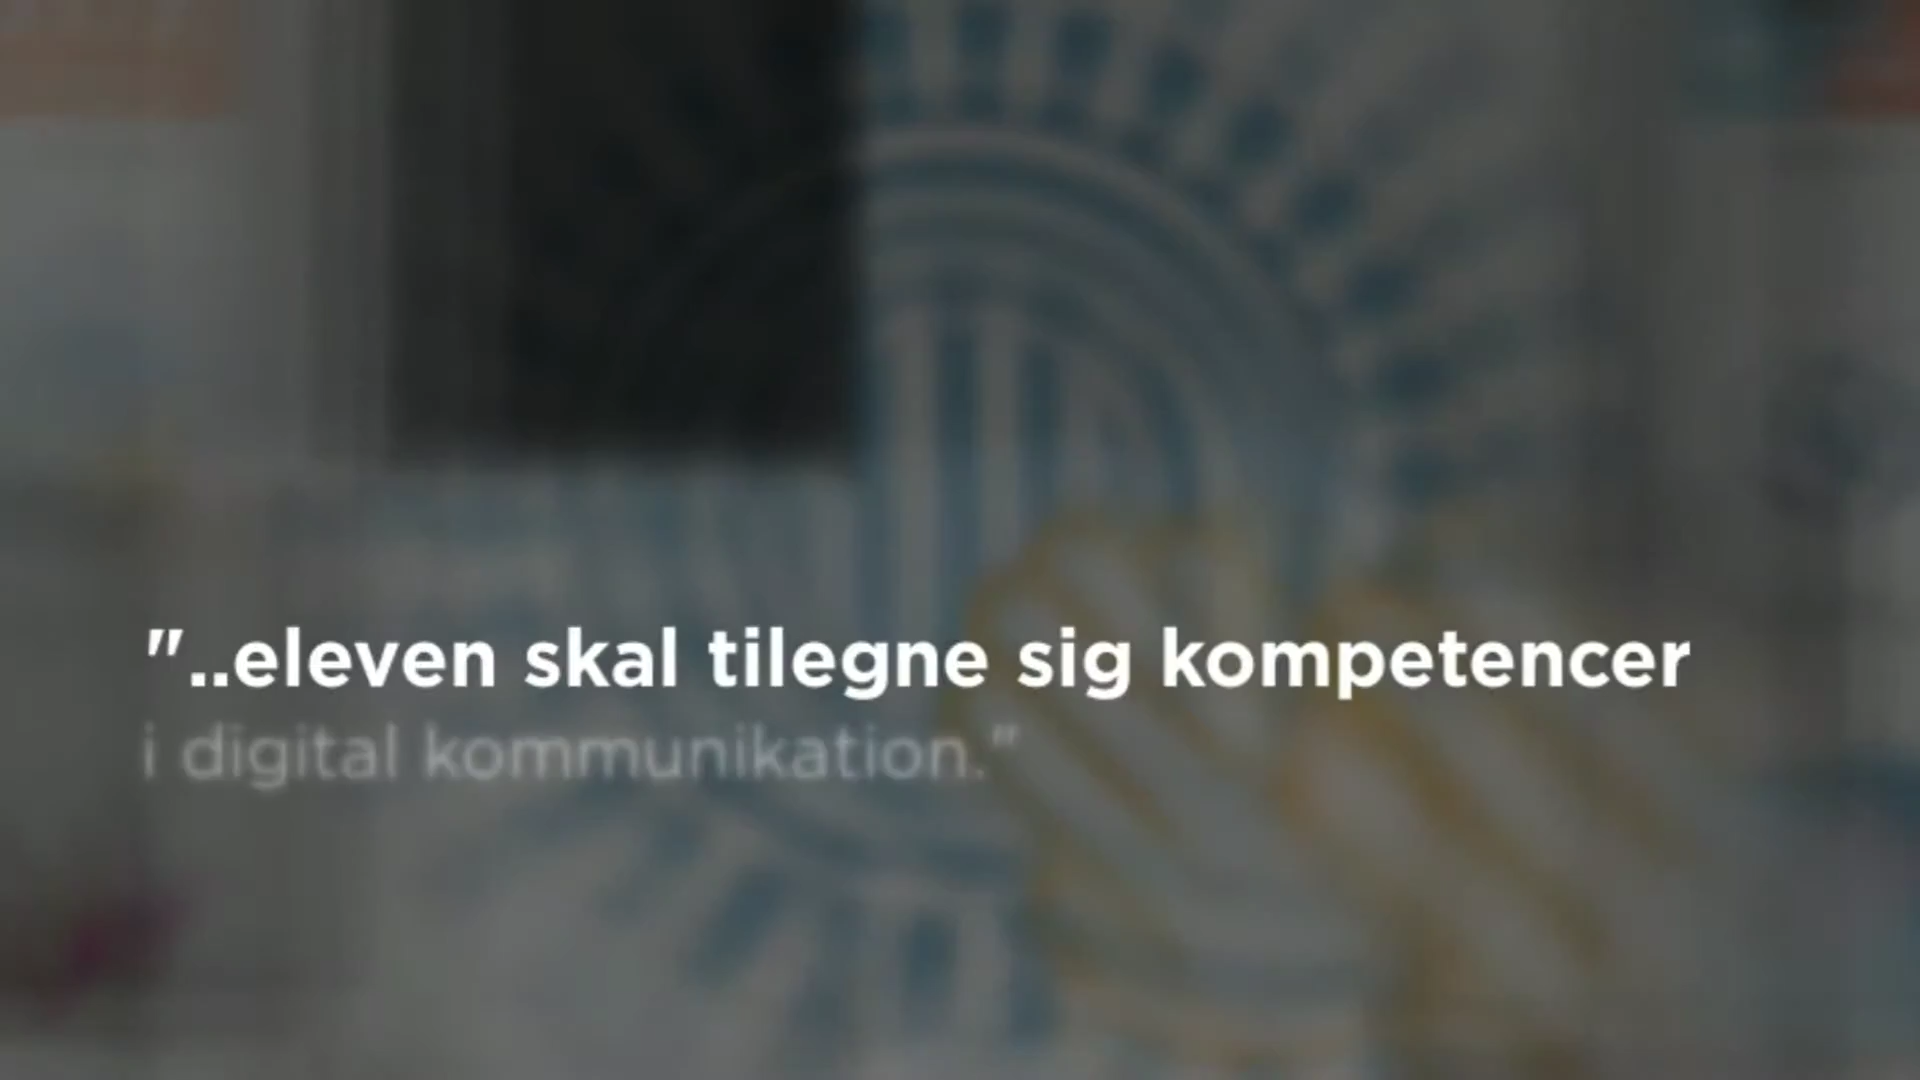 "..eleven skal tilegne sig kompetencer
i digital kommunikation."